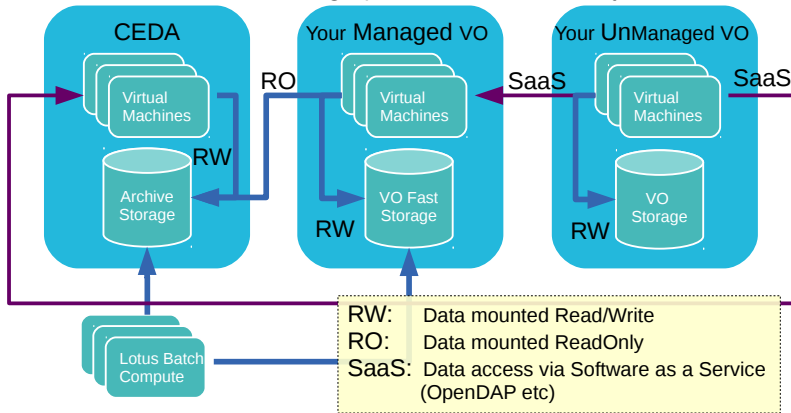 CEDA
Your Managed VO
Your UnManaged VO
RO
SaaS
SaaS
Virtual
Machines
Virtual
Machines
Virtual
Machines
RW
Archive
Storage
VO Fast
Storage
VO
Storage
RW
RW
Lotus Batch
Compute
RW: Data mounted Read/Write
RO: Data mounted ReadOnly
SaaS: Data access via Software as a Service
(OpenDAP etc)